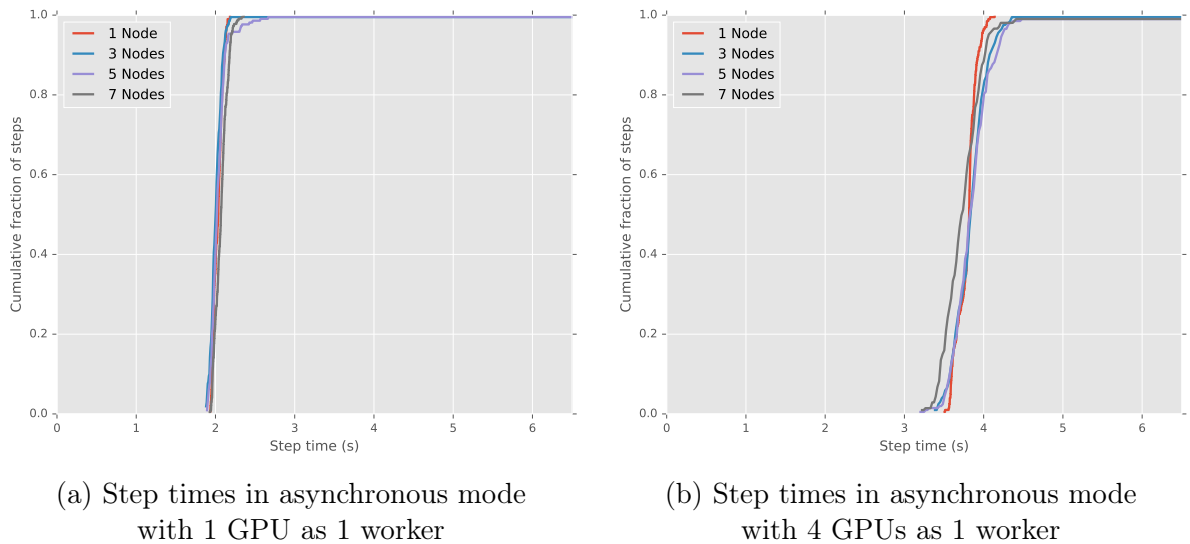 1.0
0.8
0.6
0.4
0.2
0.0
Cumulative fraction of steps
1 Node
3 Nodes
5 Nodes
7 Nodes
0 1 2 3 4 5 6
Step time (s)
(a) Step times in asynchronous mode
with 1 GPU as 1 worker
1.0
0.8
0.6
0.4
0.2
0.0
Cumulative fraction of steps
1 Node
3 Nodes
5 Nodes
7 Nodes
0 1 2 3 4 5 6
Step time (s)
(b) Step times in asynchronous mode
with 4 GPUs as 1 worker